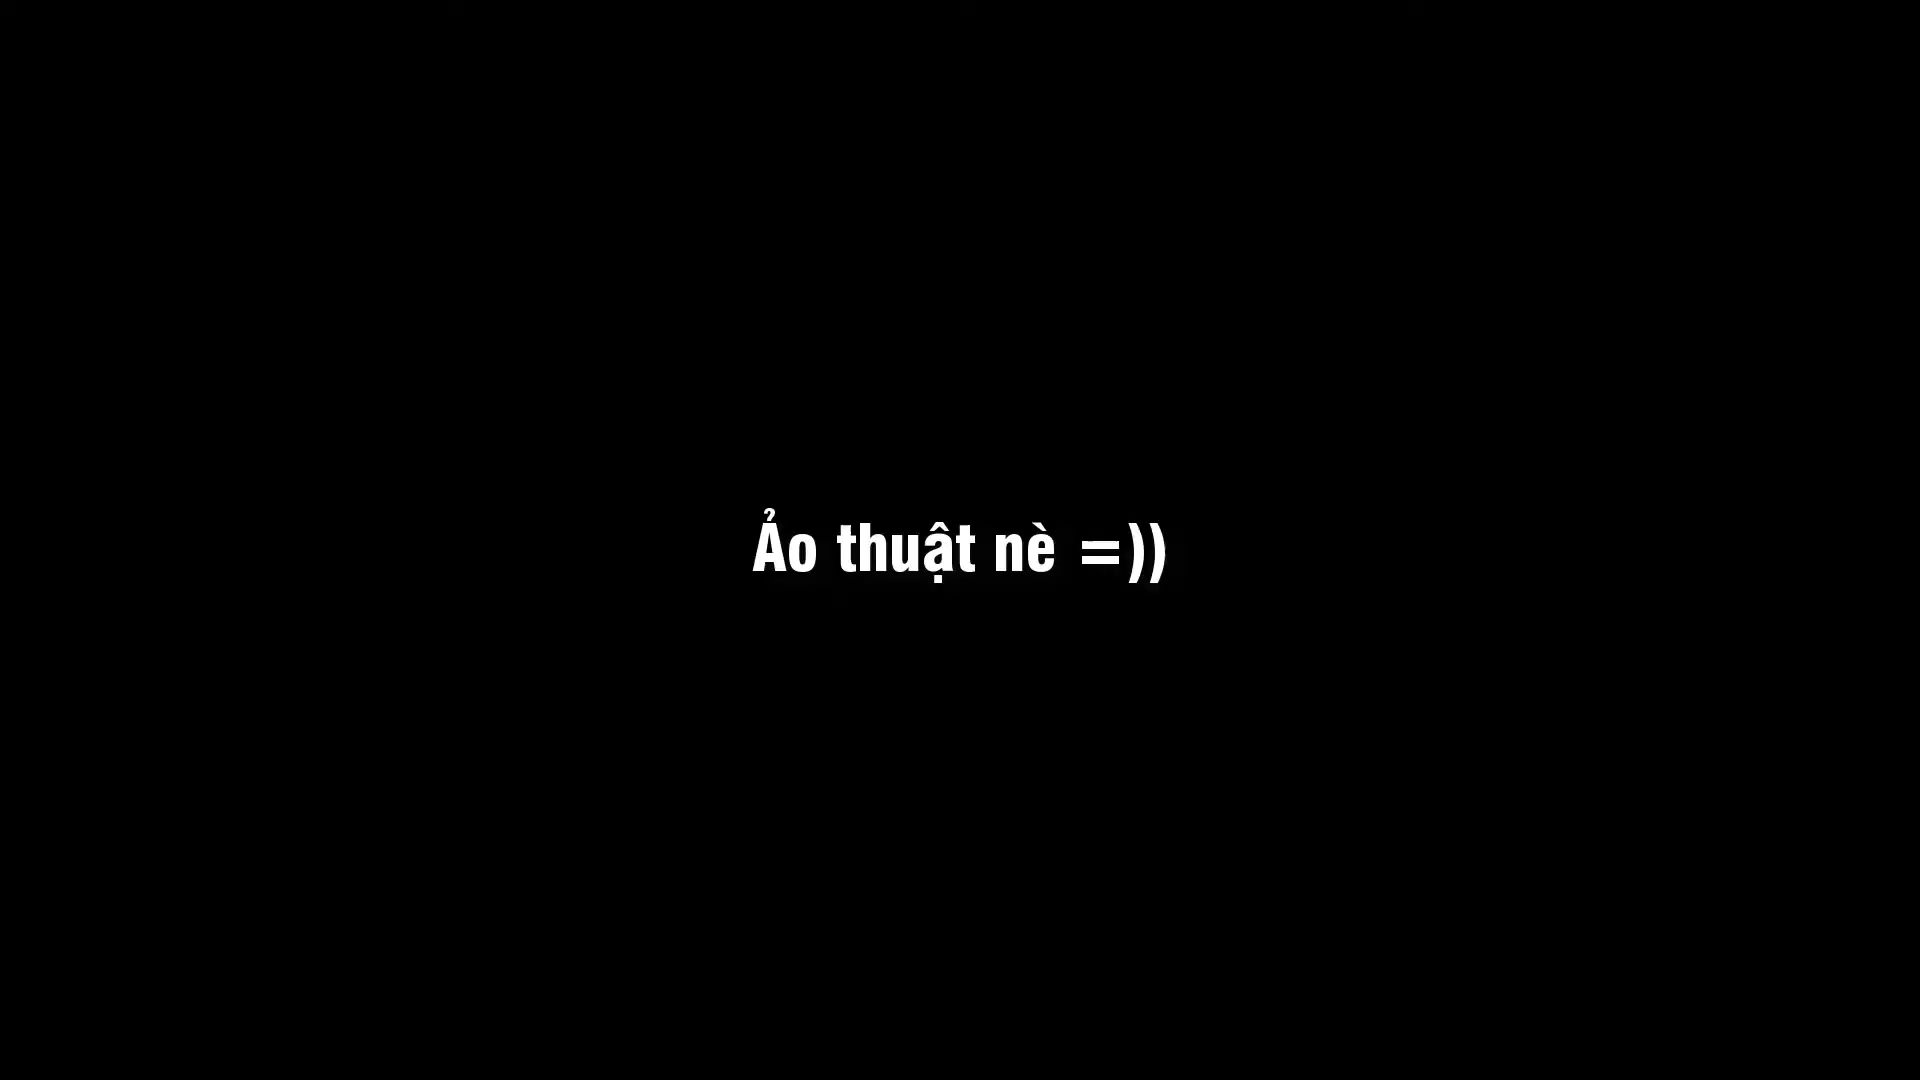 Ảo thuật nè =))